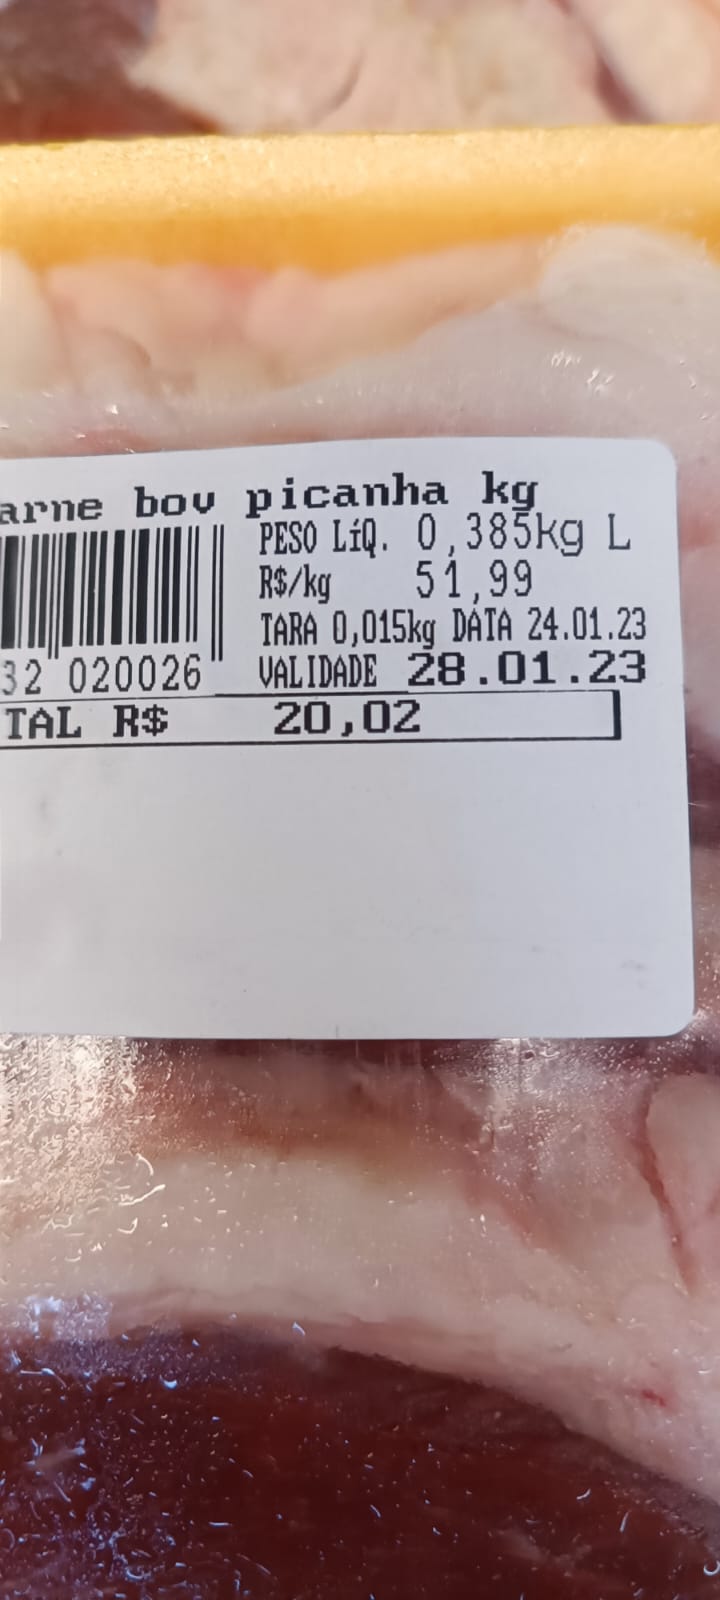 arne bov picanha kg
PESO LíQ. 0,385kg L
R$/kg 51,99
TARA 0,015kg DATA 24.01.23
32 020026 VALIDADE 28.01.23
TAL R$ 20,02